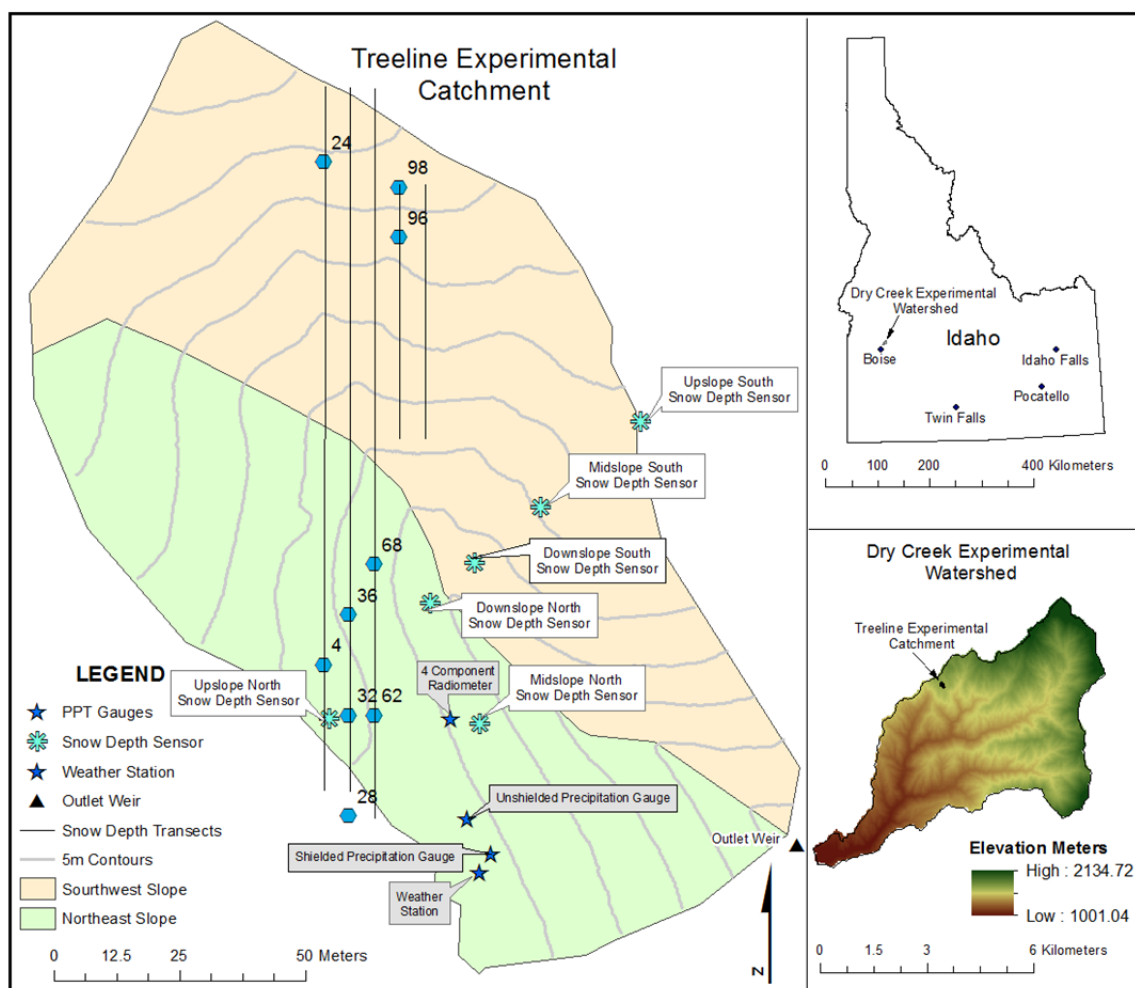 Treeline Experimental
Catchment
24
98
96
Upslope South
Snow Depth Sensor
Midslope South
Snow Depth Sensor
68
Downslope South
Snow Depth Sensor
36
Downslope North
Snow Depth Sensor
4
4 Component
Radiometer
Upslope North
Snow Depth Sensor
32
62
Midslope North
Snow Depth Sensor
28
Unshielded Precipitation Gauge
Shielded Precipitation Gauge
Weather
Station
Outlet Weir
LEGEND
PPT Gauges
Snow Depth Sensor
Weather Station
Outlet Weir
Snow Depth Transects
5m Contours
Sourthwest Slope
Northeast Slope
0 12.5 25 50 Meters
N
Dry Creek Experimental
Watershed
Idaho
Boise
Idaho Falls
Pocatello
Twin Falls
0 100 200 400 Kilometers
Dry Creek Experimental
Watershed
Treeline Experimental
Catchment
Elevation Meters
High : 2134.72
Low : 1001.04
0 1.5 3 6 Kilometers